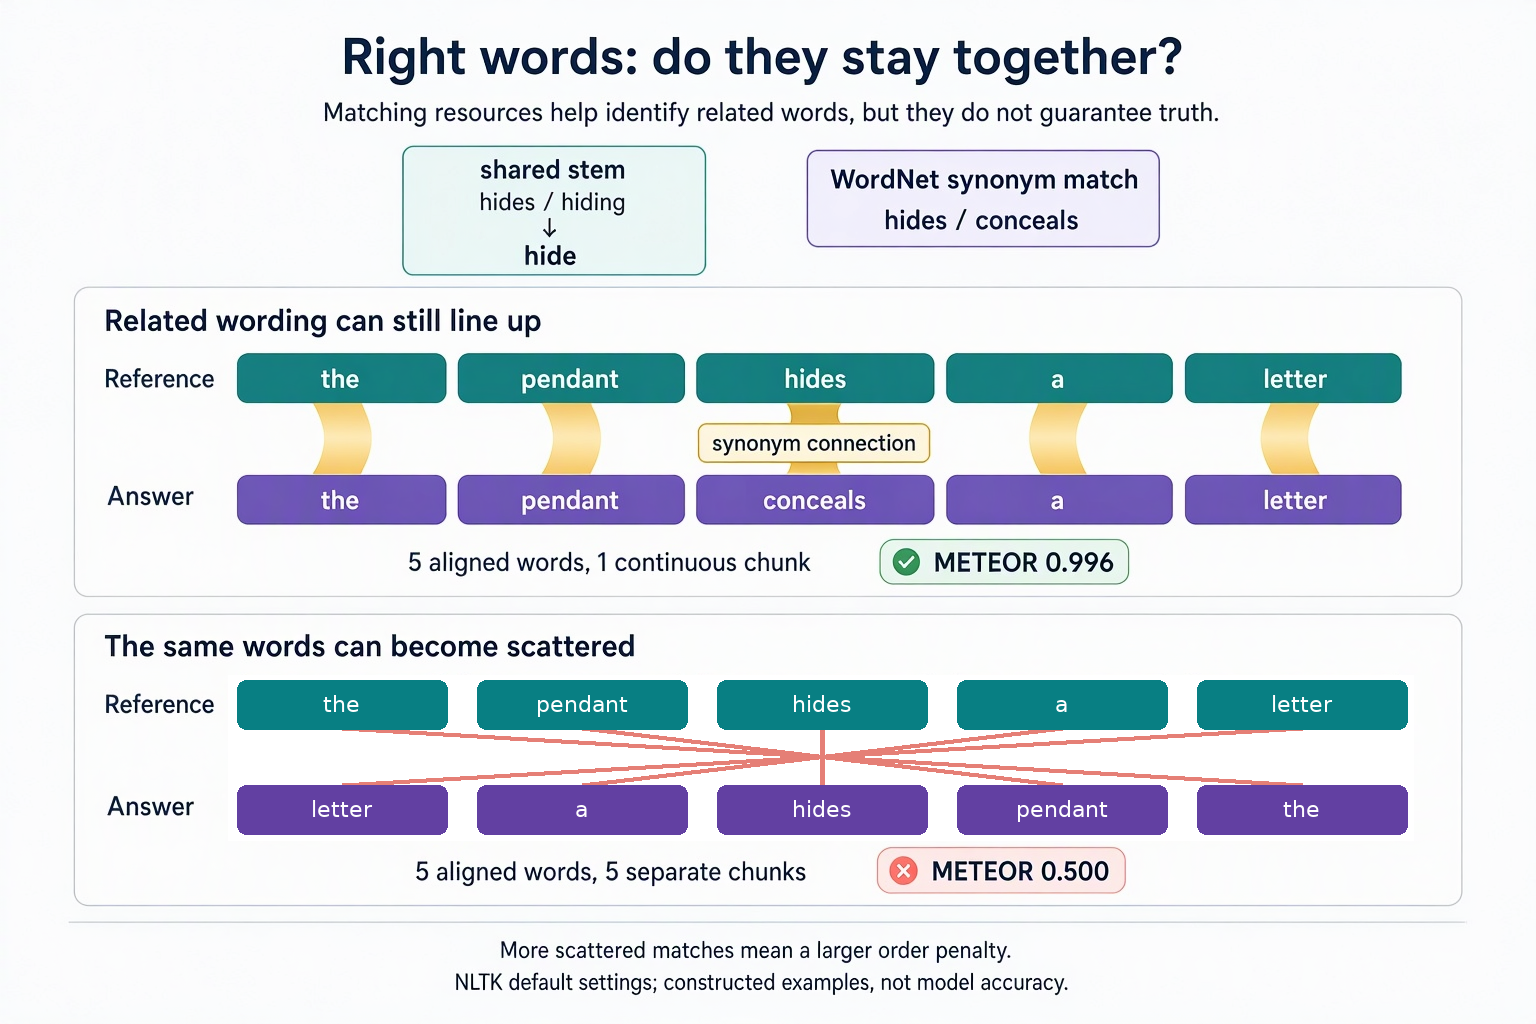 Right words: do they stay together?
Matching resources help identify related words, but they do not guarantee truth.
shared stem
hides / hiding
↓
hide
WordNet synonym match
hides / conceals
Related wording can still line up
Reference the pendant hides a letter
synonym connection
Answer the pendant conceals a letter
5 aligned words, 1 continuous chunk METEOR 0.996
The same words can become scattered
Reference the pendant hides a letter
Answer letter a hides pendant the
5 aligned words, 5 separate chunks METEOR 0.500
More scattered matches mean a larger order penalty.
NLTK default settings; constructed examples, not model accuracy.